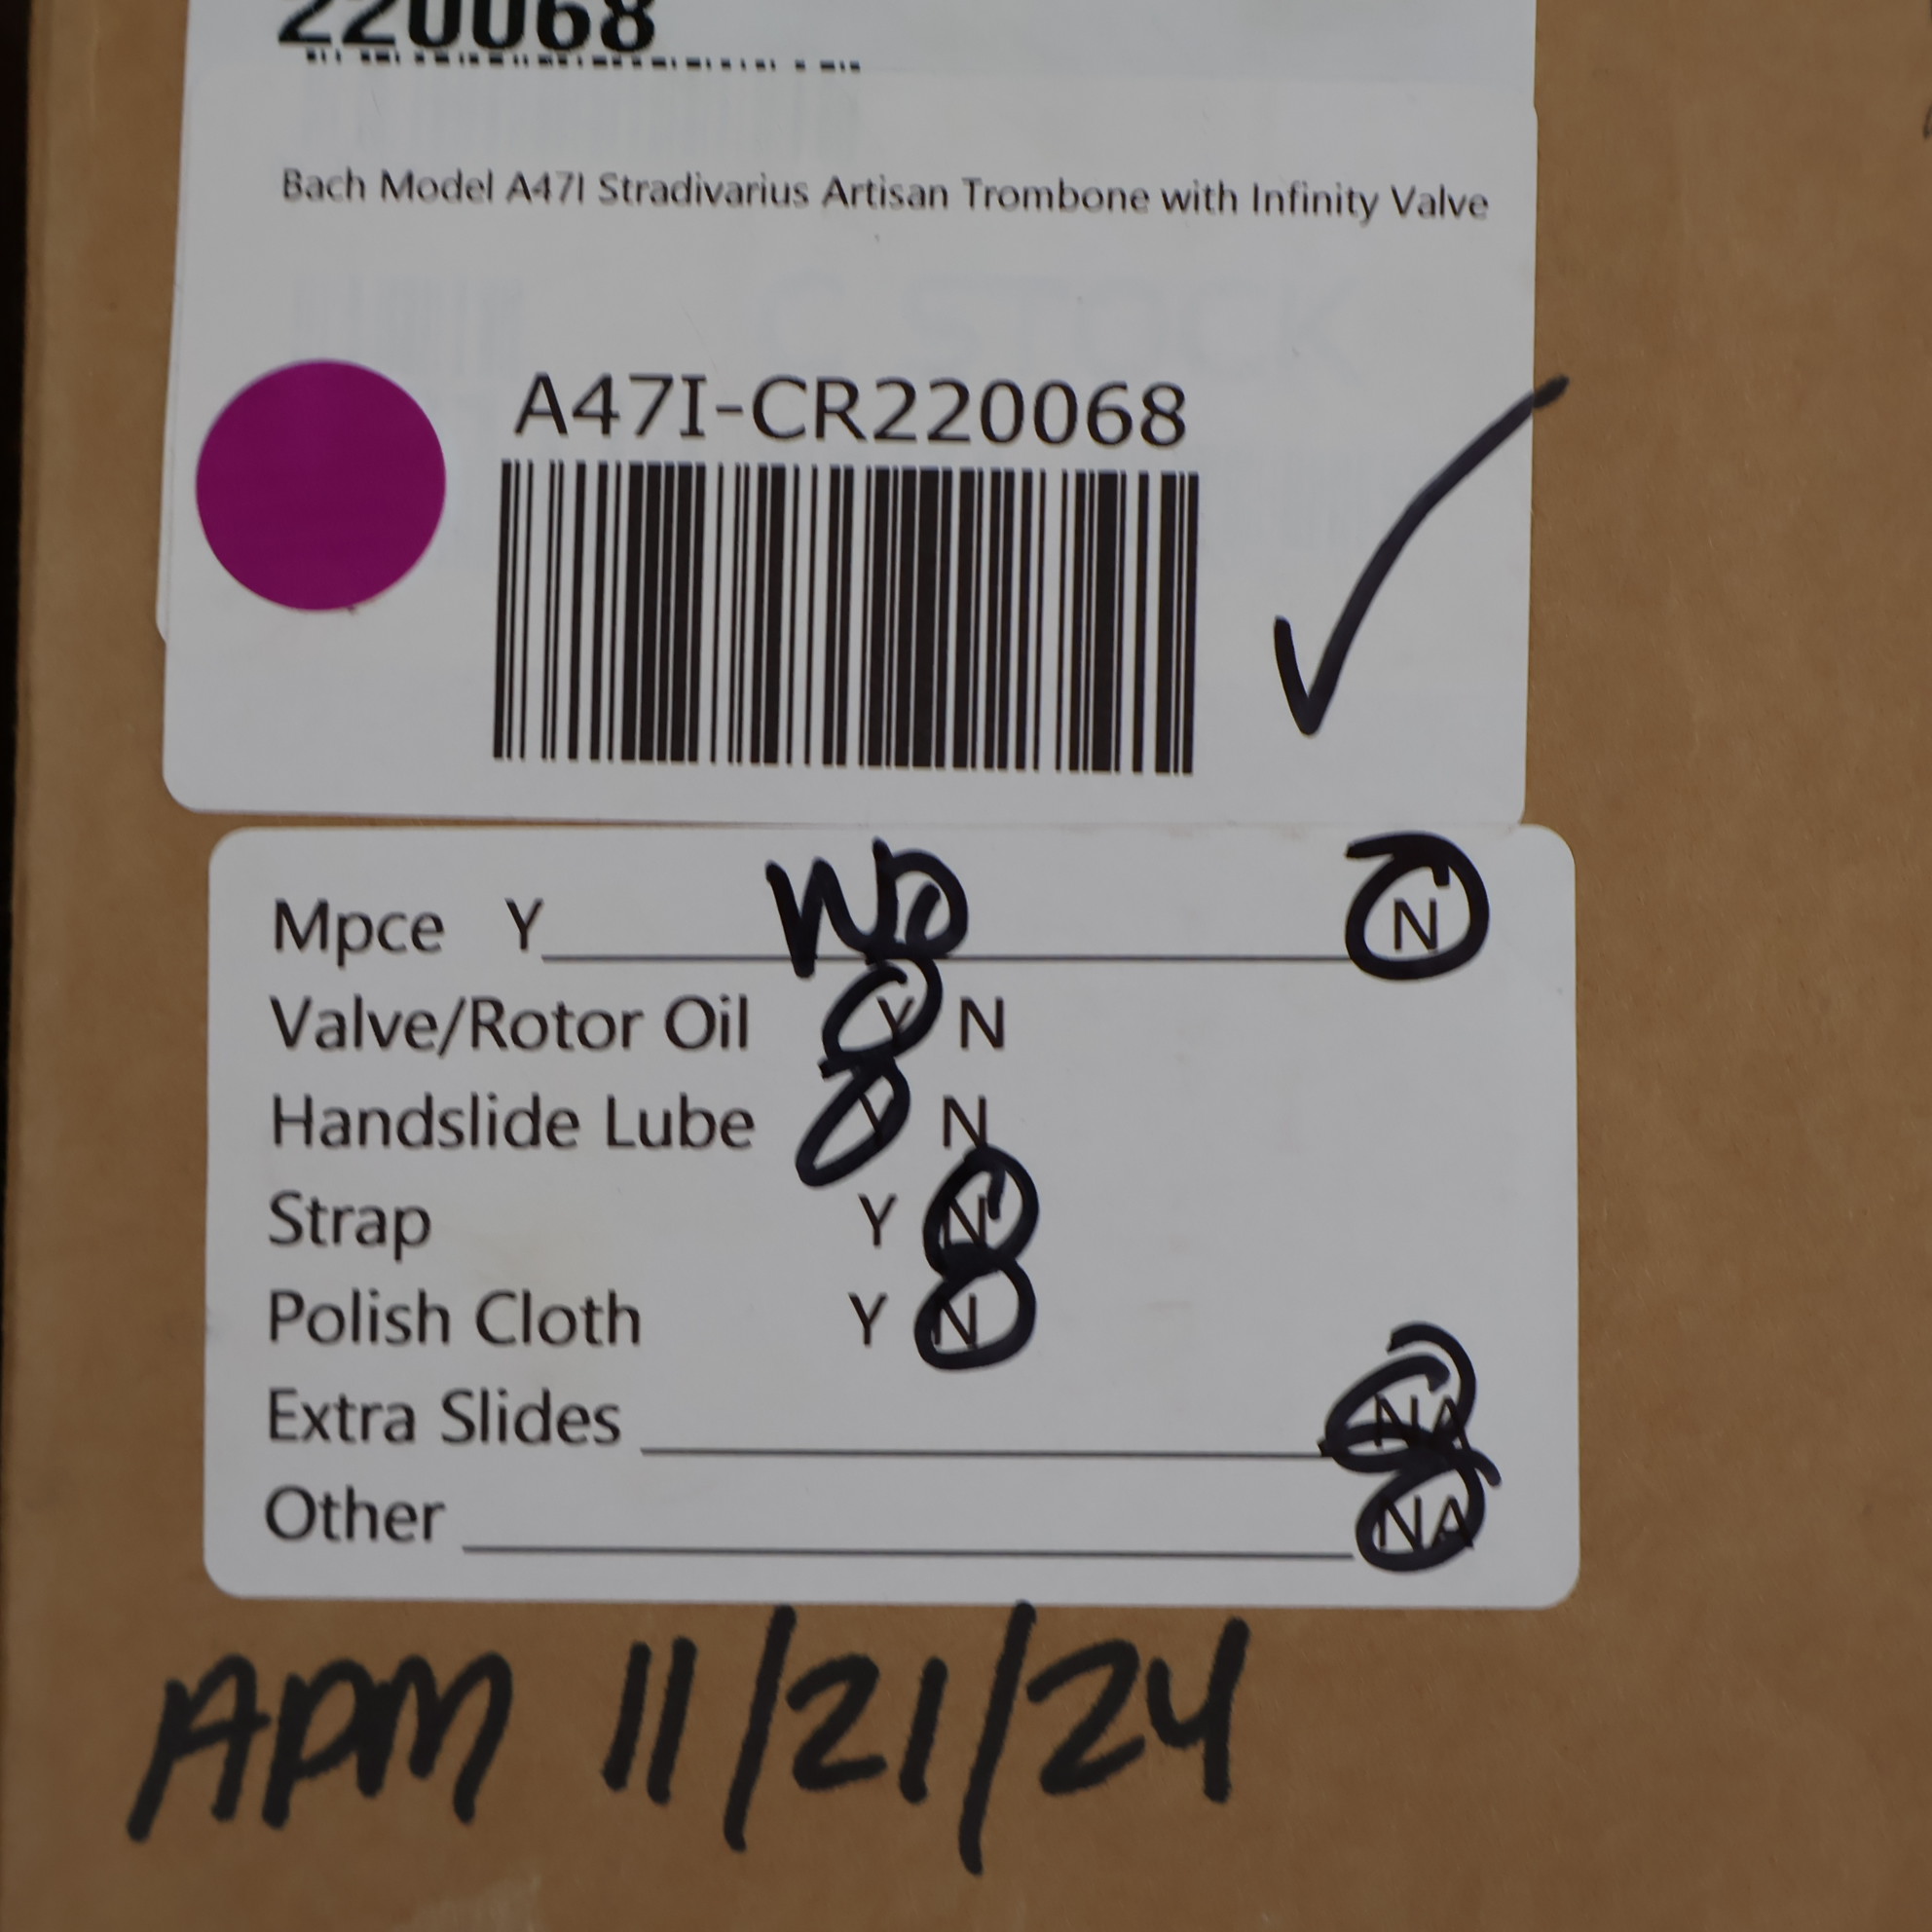 220068
Bach Model A47I Stradivarius Artisan Trombone with Infinity Valve
C STOCK
A47I-CR220068
Mpce Y NO N
Valve/Rotor Oil Y N
Handslide Lube Y N
Strap Y N
Polish Cloth Y N
Extra Slides NA
Other NA
APM 11/21/24